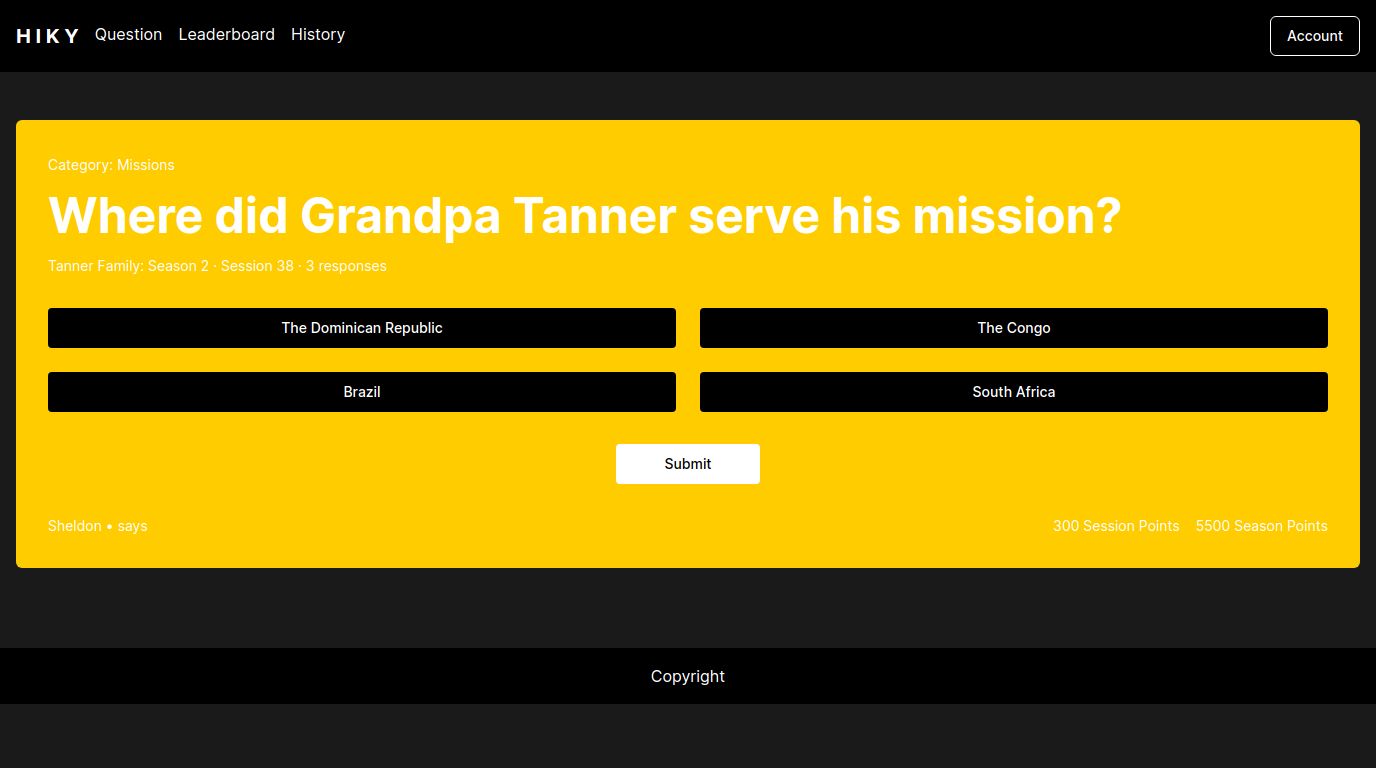 HIKY Question Leaderboard History Account
Category: Missions
Where did Grandpa Tanner serve his mission?
Tanner Family: Season 2 · Session 38 · 3 responses
The Dominican Republic The Congo
Brazil South Africa
Submit
Sheldon • says 300 Session Points 5500 Season Points
Copyright